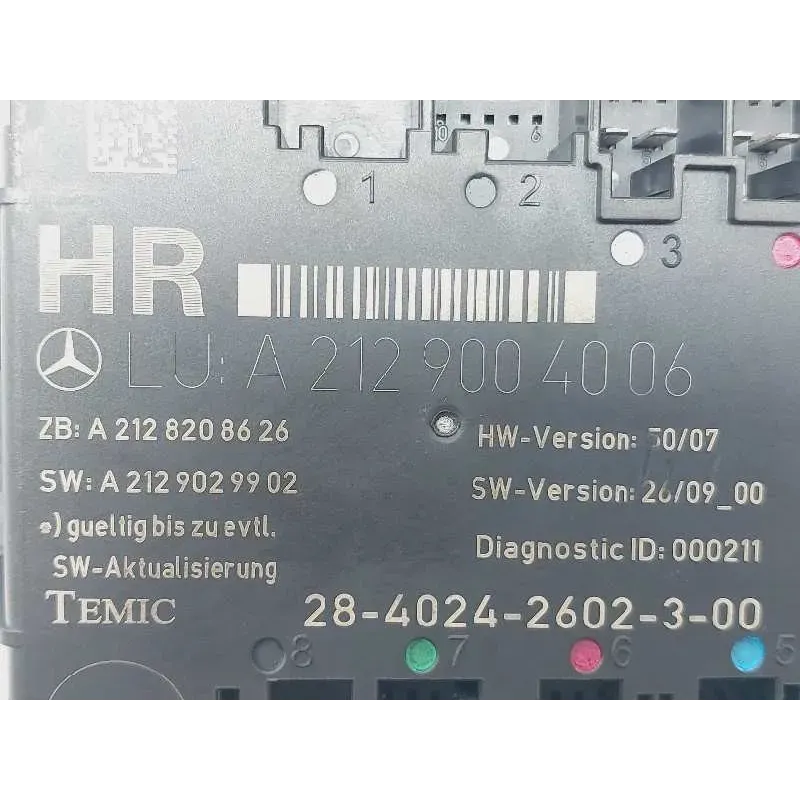 10 6
1 2
3
HR
LU: A 212 900 40 06
ZB: A 212 820 86 26
HW-Version: 50/07
SW: A 212 902 99 02
SW-Version: 26/09_00
*) gueltig bis zu evtl.
SW-Aktualisierung
Diagnostic ID: 000211
TEMIC
28-4024-2602-3-00
8 7 6 5